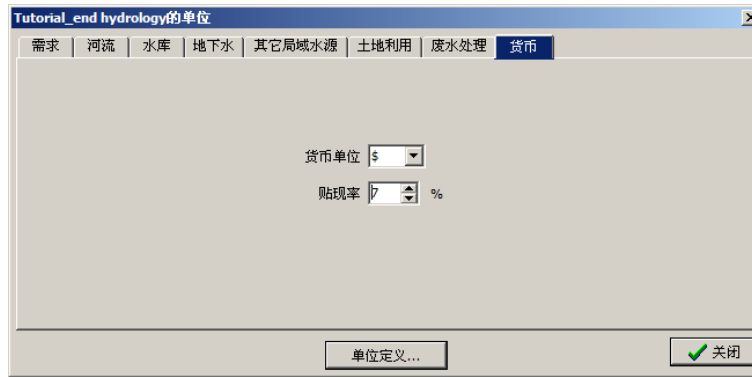 Tutorial_end hydrology的单位
需求 河流 水库 地下水 其它局域水源 土地利用 废水处理 货币
货币单位 $
贴现率 7 %
单位定义... 关闭